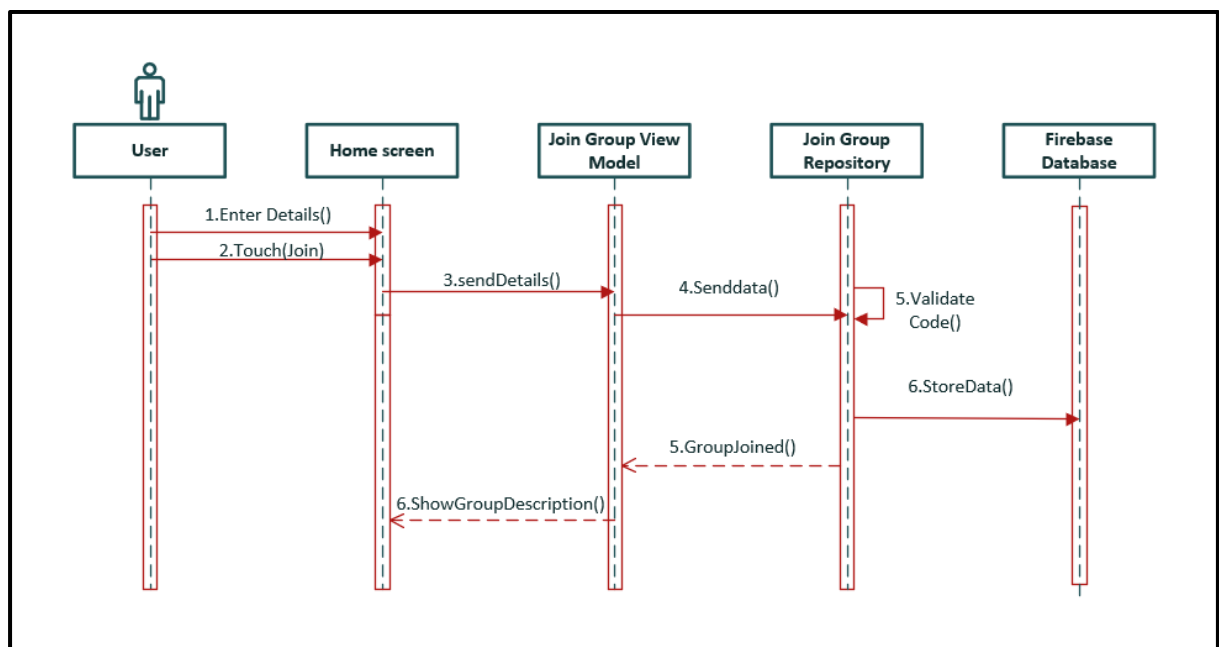 User
Home screen
Join Group View
Model
Join Group
Repository
Firebase
Database
1.Enter Details()
2.Touch(Join)
3.sendDetails()
4.Senddata()
5.Validate
Code()
6.StoreData()
5.GroupJoined()
6.ShowGroupDescription()